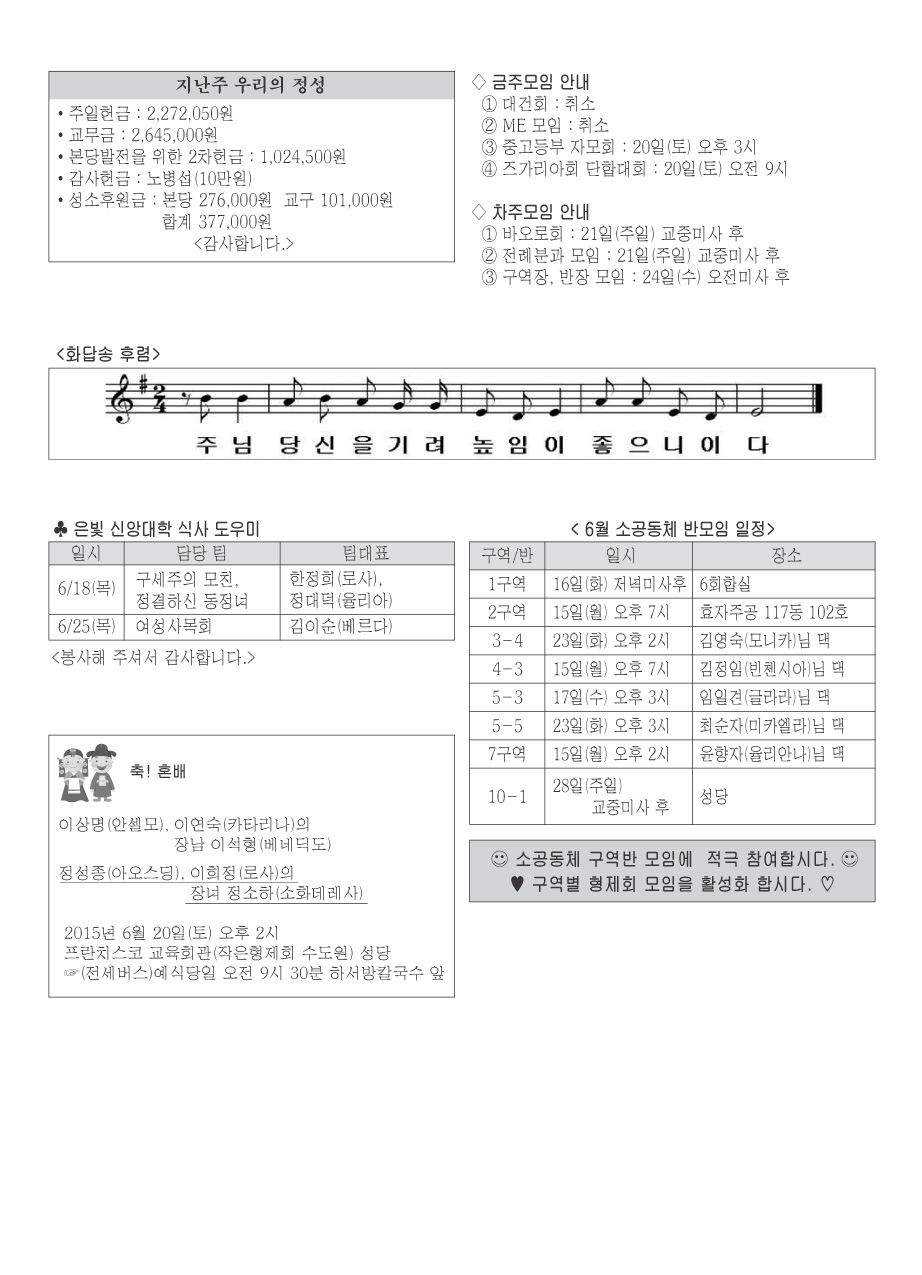 지난주 우리의 정성
• 주일헌금 : 2,272,050원
• 교무금 : 2,645,000원
• 본당발전을 위한 2차헌금 : 1,024,500원
• 감사헌금 : 노병섭(10만원)
• 성소후원금 : 본당 276,000원 교구 101,000원
합계 377,000원
<감사합니다.>
◇ 금주모임 안내
① 대건회 : 취소
② ME 모임 : 취소
③ 중고등부 자모회 : 20일(토) 오후 3시
④ 즈가리아회 단합대회 : 20일(토) 오전 9시
◇ 차주모임 안내
① 바오로회 : 21일(주일) 교중미사 후
② 전례분과 모임 : 21일(주일) 교중미사 후
③ 구역장, 반장 모임 : 24일(수) 오전미사 후
<화답송 후렴>
2/4
주 님 당 신 을 기 려 높 임 이 좋 으 니 이 다
♣ 은빛 신앙대학 식사 도우미
일시 담당 팀 팀대표
6/18(목) 구세주의 모친, 정결하신 동정녀 한정희(로사), 정대덕(율리아)
6/25(목) 여성사목회 김이순(베르다)
<봉사해 주셔서 감사합니다.>
축! 혼배
이상명(안셀모), 이연숙(카타리나)의
장남 이석형(베네딕도)
정성종(아오스딩), 이희정(로사)의
장녀 정소하(소화데레사)
2015년 6월 20일(토) 오후 2시
프란치스코 교육회관(작은형제회 수도원) 성당
☞(전세버스)예식당일 오전 9시 30분 하서방칼국수 앞
< 6월 소공동체 반모임 일정>
구역/반 일시 장소
1구역 16일(화) 저녁미사후 6회합실
2구역 15일(월) 오후 7시 효자주공 117동 102호
3-4 23일(화) 오후 2시 김영숙(모니카)님 댁
4-3 15일(월) 오후 7시 김정임(빈첸시아)님 댁
5-3 17일(수) 오후 3시 임일견(글라라)님 댁
5-5 23일(화) 오후 3시 최순자(미카엘라)님 댁
7구역 15일(월) 오후 2시 윤향자(율리안나)님 댁
10-1 28일(주일) 교중미사 후 성당
☺ 소공동체 구역반 모임에 적극 참여합시다. ☺
♥ 구역별 형제회 모임을 활성화 합시다. ♡